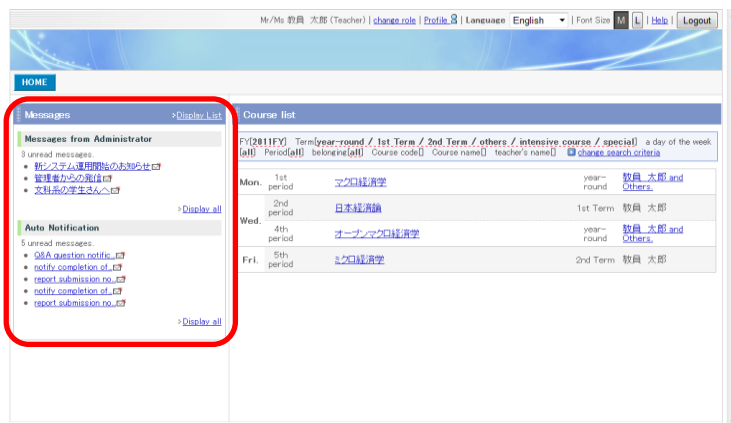 Mr/Ms 教員 太郎 (Teacher) | change role | Profile | Language English | Font Size M L | Help | Logout
HOME
Messages >Display List
Messages from Administrator
3 unread messages.
新システム運用開始のお知らせ
管理者からの発信
文科系の学生さんへ
>Display all
Auto Notification
5 unread messages.
Q&A question notific...
notify completion of...
report submission no...
notify completion of...
report submission no...
>Display all
Course list
FY[2011FY] Term[year-round / 1st Term / 2nd Term / others / intensive course / special] a day of the week
[all] Period[all] belonging[all] Course code[] Course name[] teacher's name[] change search criteria
Mon. 1st period マクロ経済学 year-round 教員 太郎 and Others.
Wed. 2nd period 日本経済論 1st Term 教員 太郎
4th period オープンマクロ経済学 year-round 教員 太郎 and Others.
Fri. 5th period ミクロ経済学 2nd Term 教員 太郎